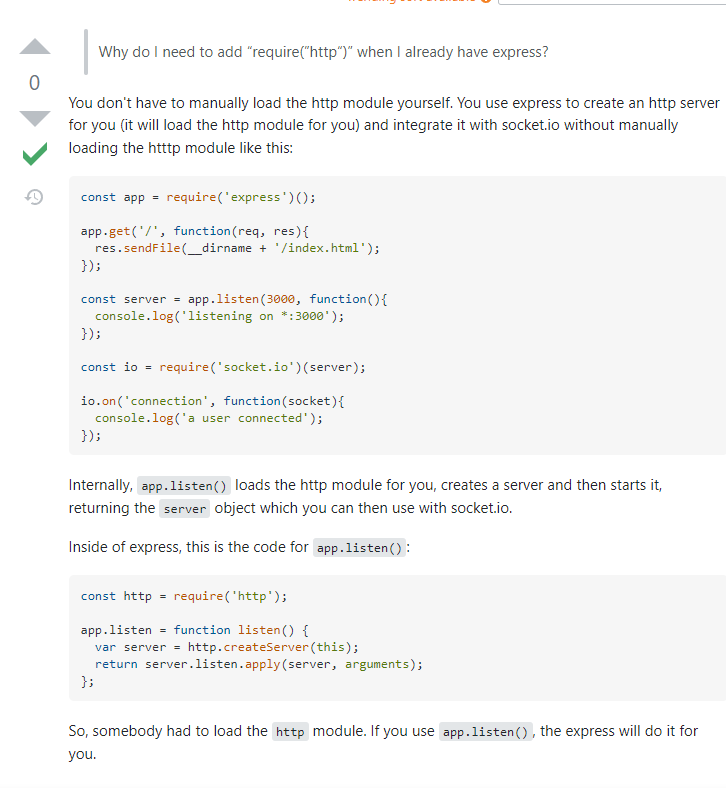 Why do I need to add “require(”http“)” when I already have express?
0
You don't have to manually load the http module yourself. You use express to create an http server
for you (it will load the http module for you) and integrate it with socket.io without manually
loading the htttp module like this:
const app = require('express')();
app.get('/', function(req, res){
  res.sendFile(__dirname + '/index.html');
});
const server = app.listen(3000, function(){
  console.log('listening on *:3000');
});
const io = require('socket.io')(server);
io.on('connection', function(socket){
  console.log('a user connected');
});
Internally, app.listen() loads the http module for you, creates a server and then starts it,
returning the server object which you can then use with socket.io.
Inside of express, this is the code for app.listen():
const http = require('http');
app.listen = function listen() {
  var server = http.createServer(this);
  return server.listen.apply(server, arguments);
};
So, somebody had to load the http module. If you use app.listen(), the express will do it for
you.